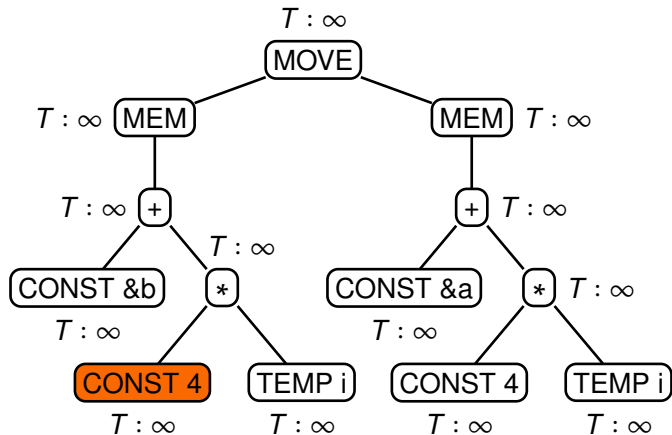 T : ∞
MOVE
T : ∞ MEM MEM T : ∞
T : ∞ + + T : ∞
T : ∞
CONST &b * CONST &a * T : ∞
T : ∞ T : ∞
CONST 4 TEMP i CONST 4 TEMP i
T : ∞ T : ∞ T : ∞ T : ∞